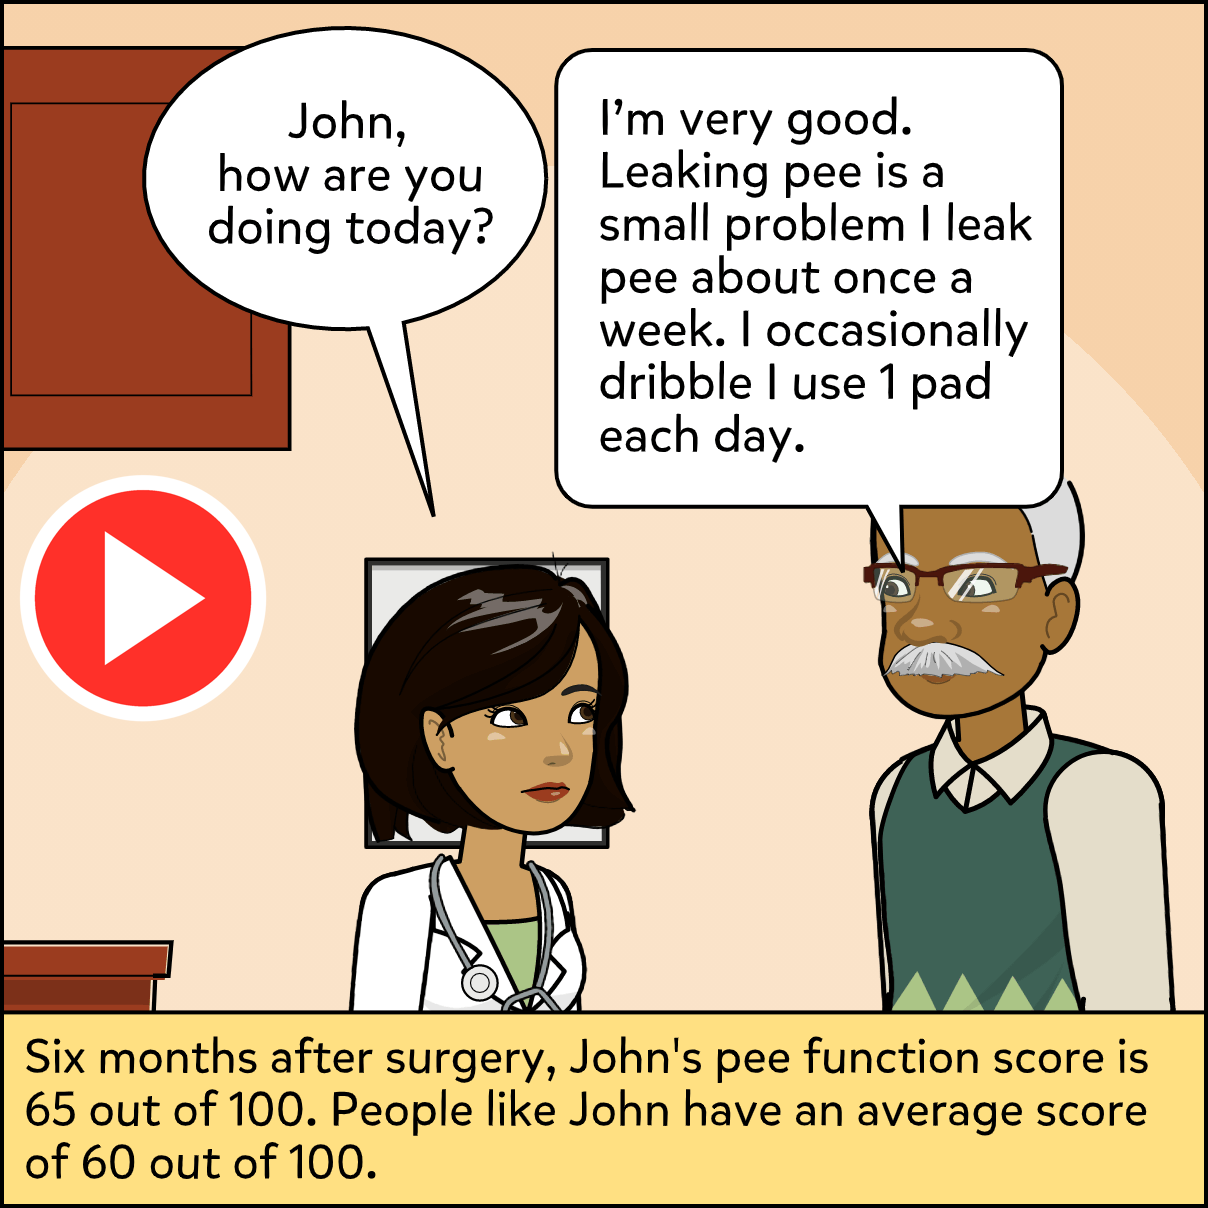 John,
how are you
doing today?
I’m very good.
Leaking pee is a
small problem I leak
pee about once a
week. I occasionally
dribble I use 1 pad
each day.
Six months after surgery, John's pee function score is
65 out of 100. People like John have an average score
of 60 out of 100.